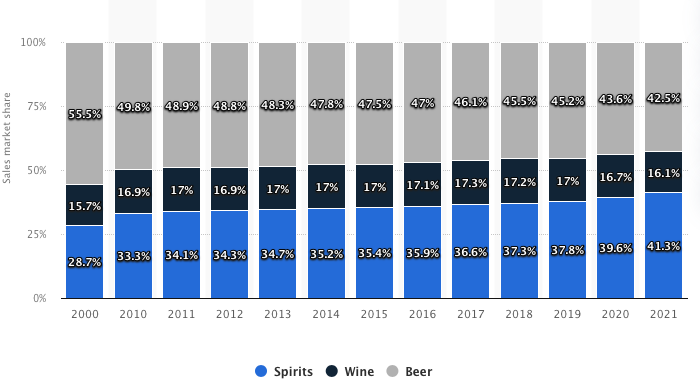 100%
55.5% 49.8% 48.9% 48.8% 48.3% 47.8% 47.5% 47% 46.1% 45.5% 45.2% 43.6% 42.5%
75%
Sales market share
50%
15.7% 16.9% 17% 16.9% 17% 17% 17% 17.1% 17.3% 17.2% 17% 16.7% 16.1%
25%
28.7% 33.3% 34.1% 34.3% 34.7% 35.2% 35.4% 35.9% 36.6% 37.3% 37.8% 39.6% 41.3%
0%
2000 2010 2011 2012 2013 2014 2015 2016 2017 2018 2019 2020 2021
Spirits Wine Beer